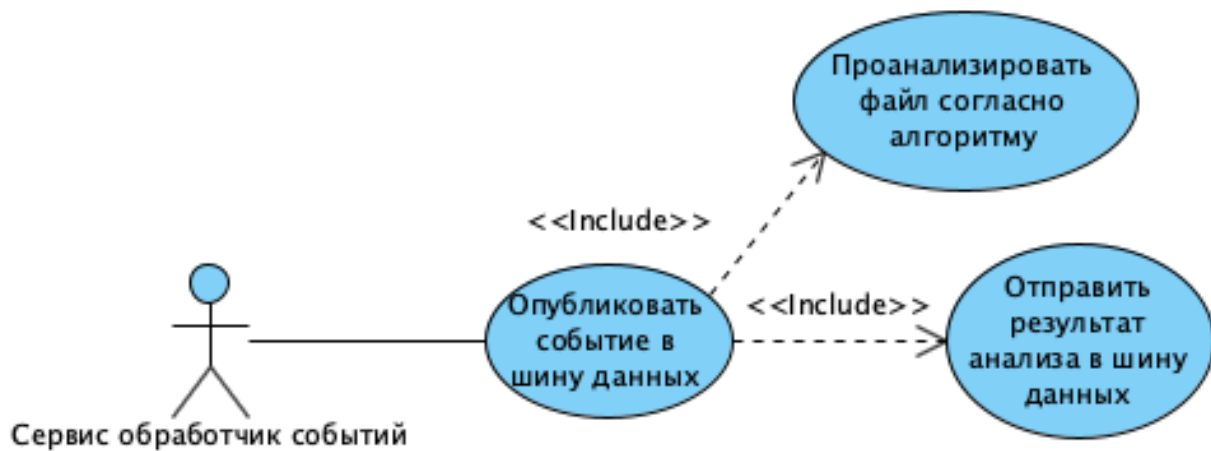 Проанализировать
файл согласно
алгоритму
<<Include>>
<<Include>>
Опубликовать
событие в
шину данных
Отправить
результат
анализа в шину
данных
Сервис обработчик событий